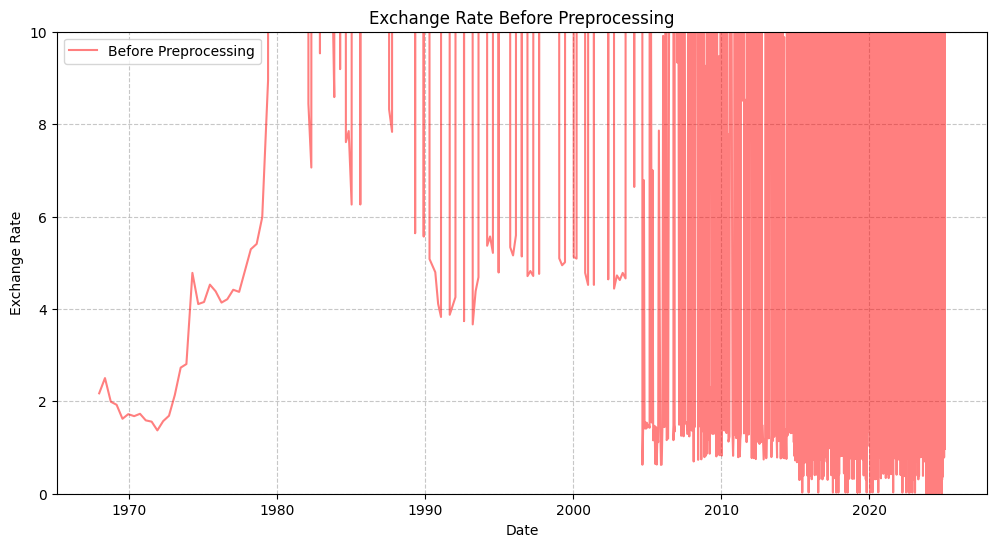 Exchange Rate Before Preprocessing
Before Preprocessing
10
8
6
4
2
0
Exchange Rate
1970 1980 1990 2000 2010 2020
Date